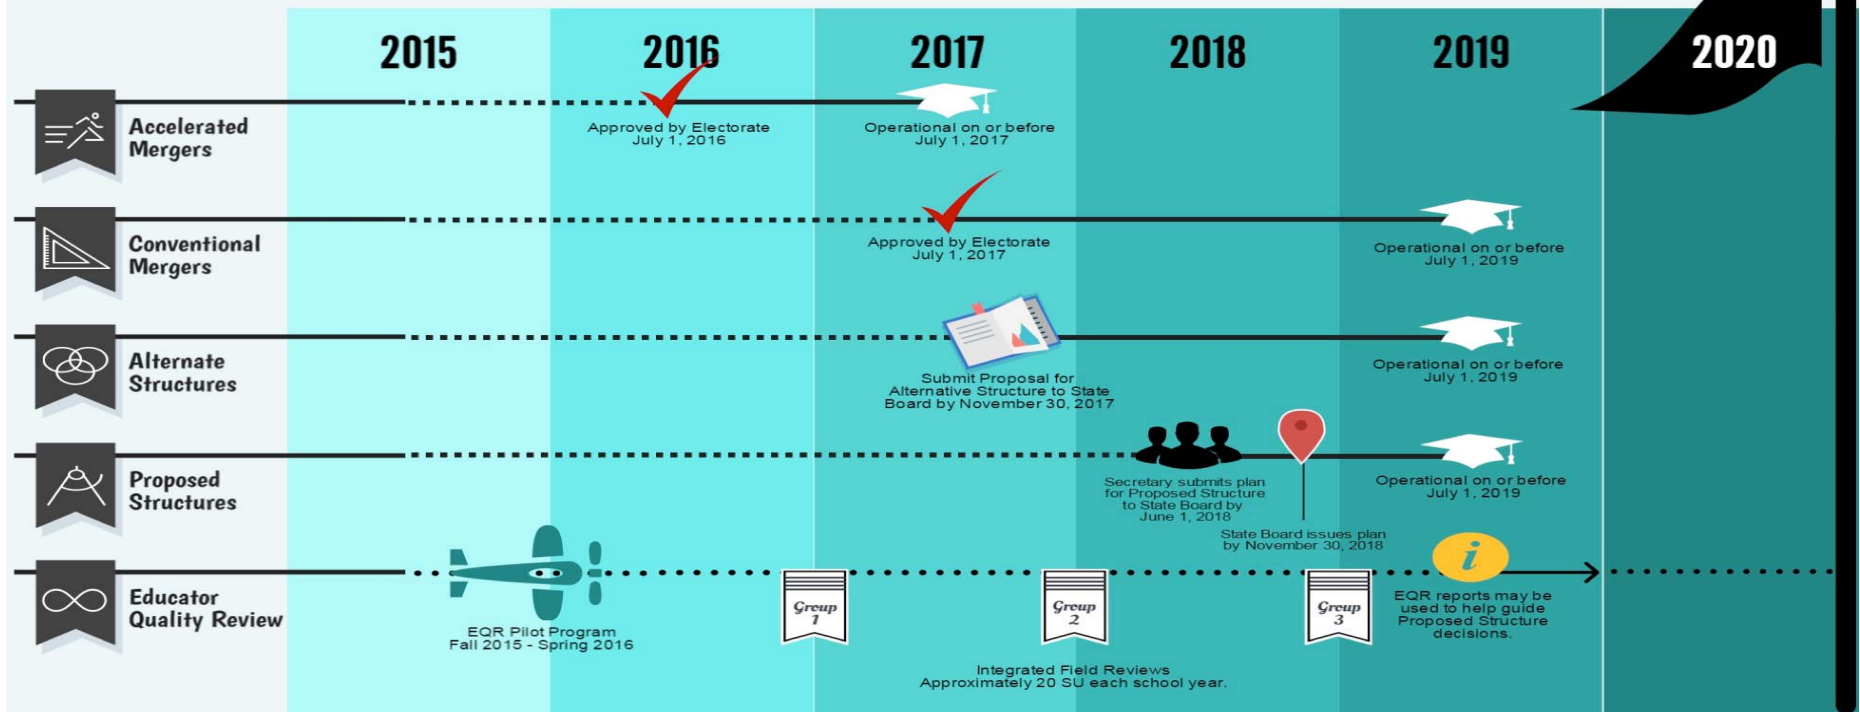 2015 2016 2017 2018 2019 2020
Accelerated
Mergers
Approved by Electorate
July 1, 2016
Operational on or before
July 1, 2017
Conventional
Mergers
Approved by Electorate
July 1, 2017
Operational on or before
July 1, 2019
Alternate
Structures
Submit Proposal for
Alternative Structure to State
Board by November 30, 2017
Operational on or before
July 1, 2019
Proposed
Structures
Secretary submits plan
for Proposed Structure
to State Board by
June 1, 2018
State Board issues plan
by November 30, 2018
Operational on or before
July 1, 2019
Educator
Quality Review
EQR Pilot Program
Fall 2015 - Spring 2016
Group
1
Group
2
Group
3
Integrated Field Reviews
Approximately 20 SU each school year.
i
EQR reports may be
used to help guide
Proposed Structure
decisions.